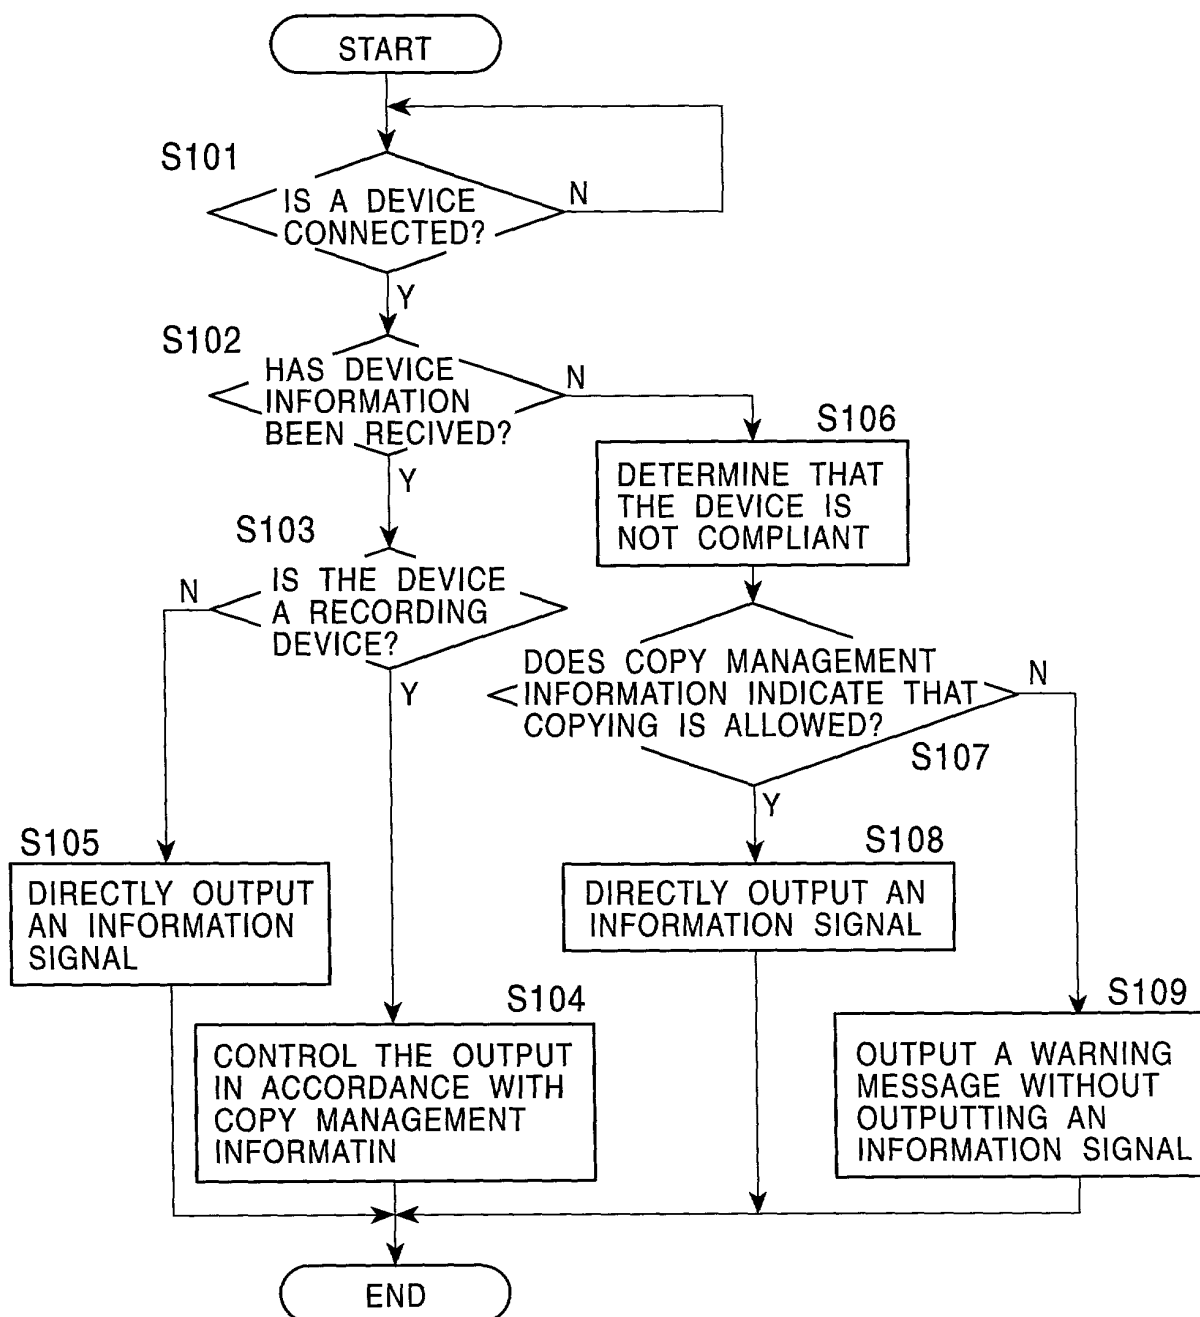 START
S101
IS A DEVICE
CONNECTED?
N
Y
S102
HAS DEVICE
INFORMATION
BEEN RECIVED?
N
Y
S106
DETERMINE THAT
THE DEVICE IS
NOT COMPLIANT
S103
IS THE DEVICE
A RECORDING
DEVICE?
N
Y
DOES COPY MANAGEMENT
INFORMATION INDICATE THAT
COPYING IS ALLOWED?
N
S107
Y
S105
DIRECTLY OUTPUT
AN INFORMATION
SIGNAL
S108
DIRECTLY OUTPUT AN
INFORMATION SIGNAL
S104
CONTROL THE OUTPUT
IN ACCORDANCE WITH
COPY MANAGEMENT
INFORMATIN
S109
OUTPUT A WARNING
MESSAGE WITHOUT
OUTPUTTING AN
INFORMATION SIGNAL
END